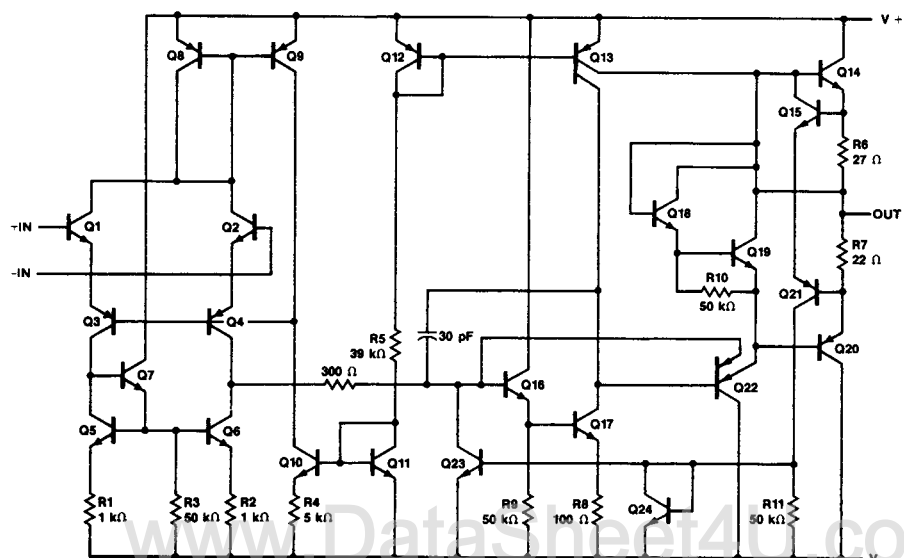 V +
Q8
Q9
Q12
Q13
Q14
Q15
R6
27 Ω
+IN
Q1
Q2
Q18
OUT
-IN
Q19
R7
22 Ω
R10
50 kΩ
Q21
Q3
Q4
R5
39 kΩ
30 pF
Q20
300 Ω
Q7
Q16
Q22
Q5
Q6
Q17
Q10
Q11
Q23
R1
1 kΩ
R3
50 kΩ
R2
1 kΩ
R4
5 kΩ
R9
50 kΩ
R8
100 Ω
Q24
R11
50 kΩ
www.DataSheet4U.co
V